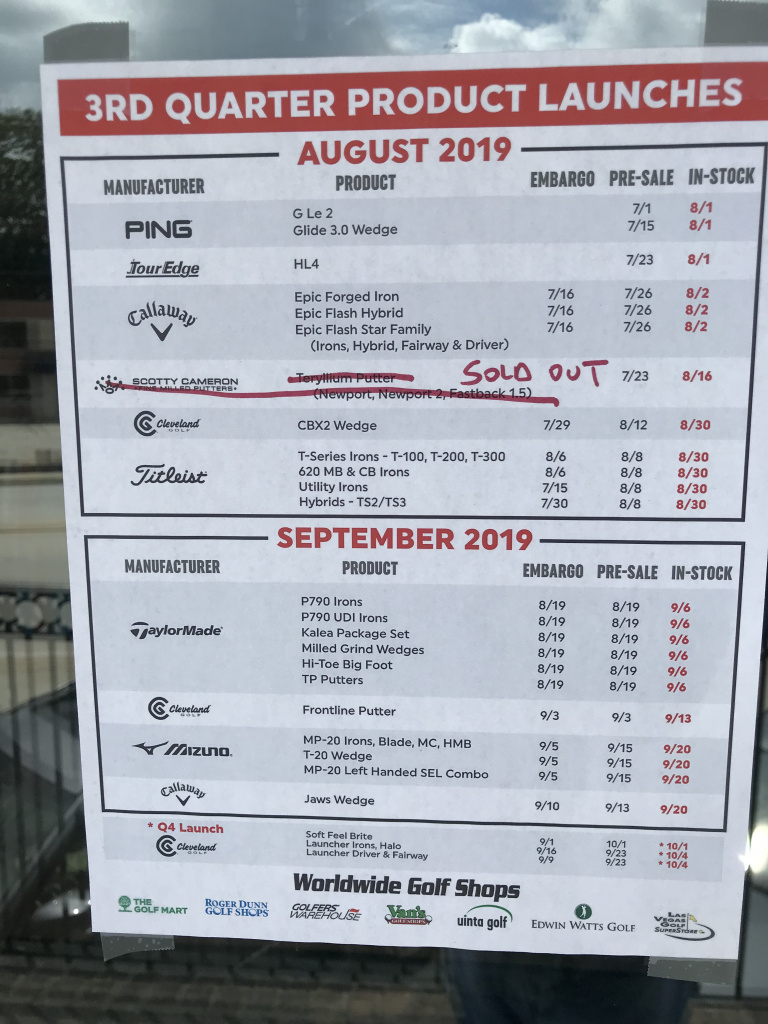 3RD QUARTER PRODUCT LAUNCHES
AUGUST 2019
MANUFACTURER PRODUCT EMBARGO PRE-SALE IN-STOCK
PING
G Le 2 7/1 8/1
Glide 3.0 Wedge 7/15 8/1
TourEdge HL4 7/23 8/1
Callaway
Epic Forged Iron 7/16 7/26 8/2
Epic Flash Hybrid 7/16 7/26 8/2
Epic Flash Star Family 7/16 7/26 8/2
(Irons, Hybrid, Fairway & Driver)
SCOTTY CAMERON Teryllium Putter SOLD OUT 7/23 8/16
•FINE MILLED PUTTERS• (Newport, Newport 2, Fastback 1.5)
Cleveland GOLF CBX2 Wedge 7/29 8/12 8/30
Titleist
T-Series Irons - T-100, T-200, T-300 8/6 8/8 8/30
620 MB & CB Irons 8/6 8/8 8/30
Utility Irons 7/15 8/8 8/30
Hybrids - TS2/TS3 7/30 8/8 8/30
SEPTEMBER 2019
MANUFACTURER PRODUCT EMBARGO PRE-SALE IN-STOCK
TaylorMade
P790 Irons 8/19 8/19 9/6
P790 UDI Irons 8/19 8/19 9/6
Kalea Package Set 8/19 8/19 9/6
Milled Grind Wedges 8/19 8/19 9/6
Hi-Toe Big Foot 8/19 8/19 9/6
TP Putters 8/19 8/19 9/6
Cleveland GOLF Frontline Putter 9/3 9/3 9/13
MIZUNO
MP-20 Irons, Blade, MC, HMB 9/5 9/15 9/20
T-20 Wedge 9/5 9/15 9/20
MP-20 Left Handed SEL Combo 9/5 9/15 9/20
Callaway Jaws Wedge 9/10 9/13 9/20
* Q4 Launch
Cleveland GOLF
Soft Feel Brite 9/1 10/1 * 10/1
Launcher Irons, Halo 9/16 9/23 * 10/4
Launcher Driver & Fairway 9/9 9/23 * 10/4
Worldwide Golf Shops
THE GOLF MART
ROGER DUNN GOLF SHOPS
GOLFERS' WAREHOUSE
Van's GOLF SHOPS
uinta golf
EDWIN WATTS GOLF
LAS VEGAS GOLF SUPERSTORE